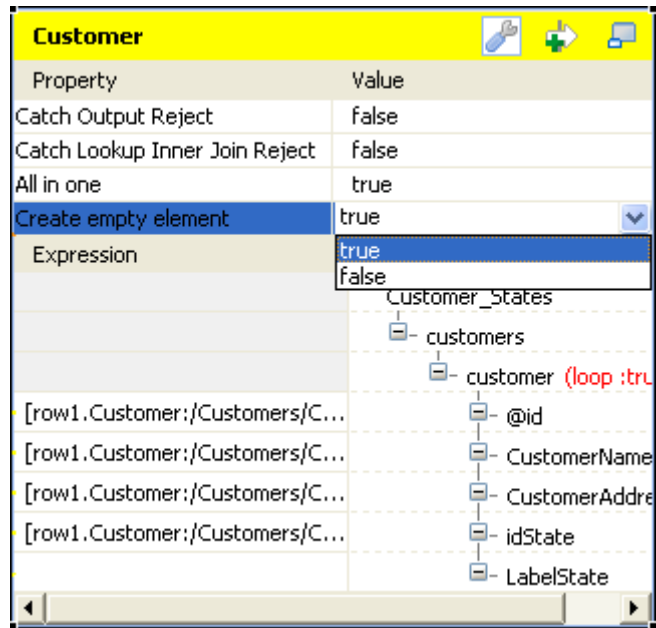 Customer
Property Value
Catch Output Reject false
Catch Lookup Inner Join Reject false
All in one true
Create empty element true
true
Expression
false
Customer_States
customers
customer (loop :tru
[row1.Customer:/Customers/C... @id
[row1.Customer:/Customers/C... CustomerName
[row1.Customer:/Customers/C... CustomerAddre
[row1.Customer:/Customers/C... idState
LabelState